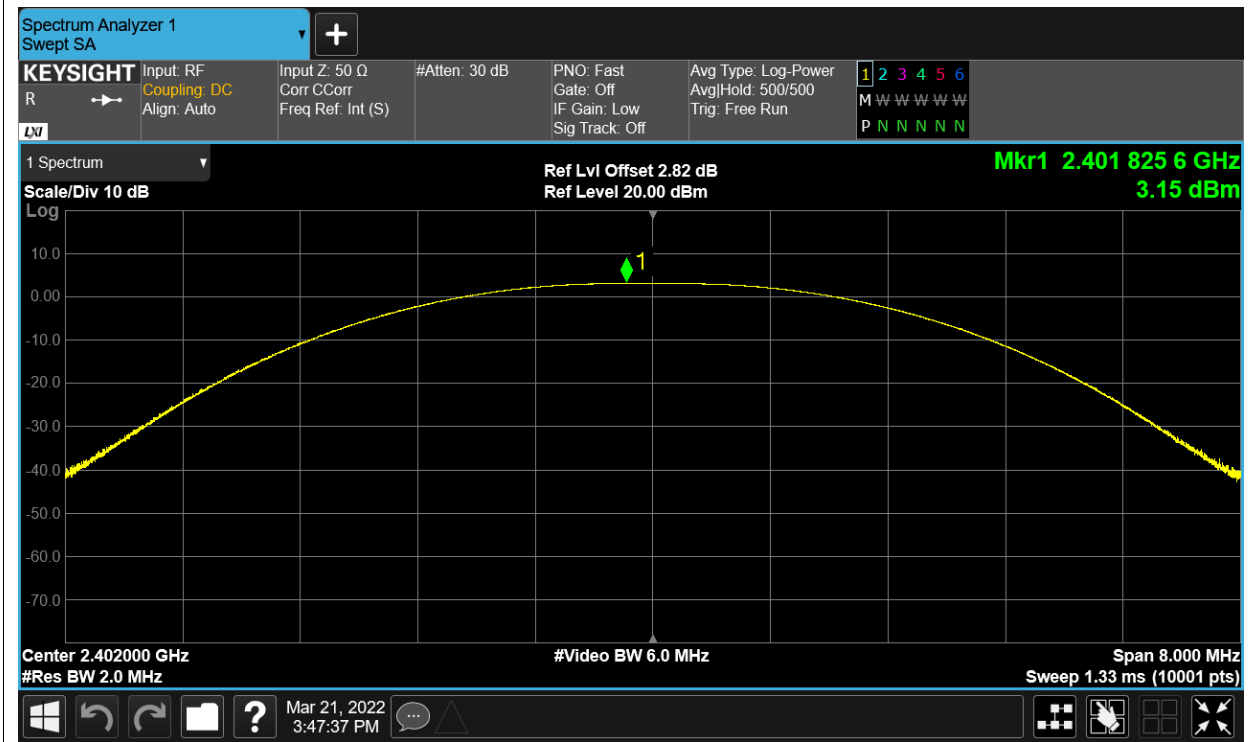 Spectrum Analyzer 1
Swept SA
+
KEYSIGHT
R
LXI
Input: RF
Coupling: DC
Align: Auto
Input Z: 50 Ω
Corr CCorr
Freq Ref: Int (S)
#Atten: 30 dB
PNO: Fast
Gate: Off
IF Gain: Low
Sig Track: Off
Avg Type: Log-Power
Avg|Hold: 500/500
Trig: Free Run
1 2 3 4 5 6
M W W W W W
P N N N N N
1 Spectrum
Scale/Div 10 dB
Log
Ref Lvl Offset 2.82 dB
Ref Level 20.00 dBm
Mkr1 2.401 825 6 GHz
3.15 dBm
10.0
1
0.00
-10.0
-20.0
-30.0
-40.0
-50.0
-60.0
-70.0
Center 2.402000 GHz
#Video BW 6.0 MHz
Span 8.000 MHz
#Res BW 2.0 MHz
Sweep 1.33 ms (10001 pts)
?
Mar 21, 2022
3:47:37 PM